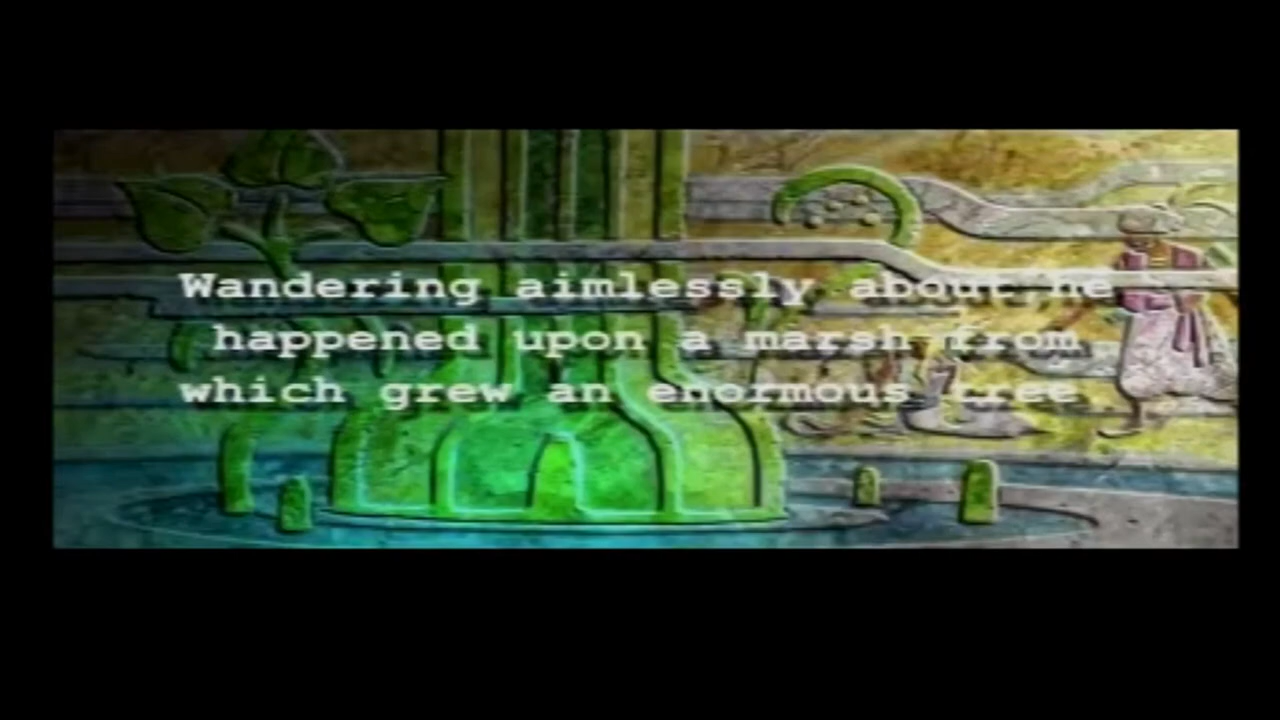 Wandering aimlessly about,he
happened upon a marsh from
which grew an enormous tree